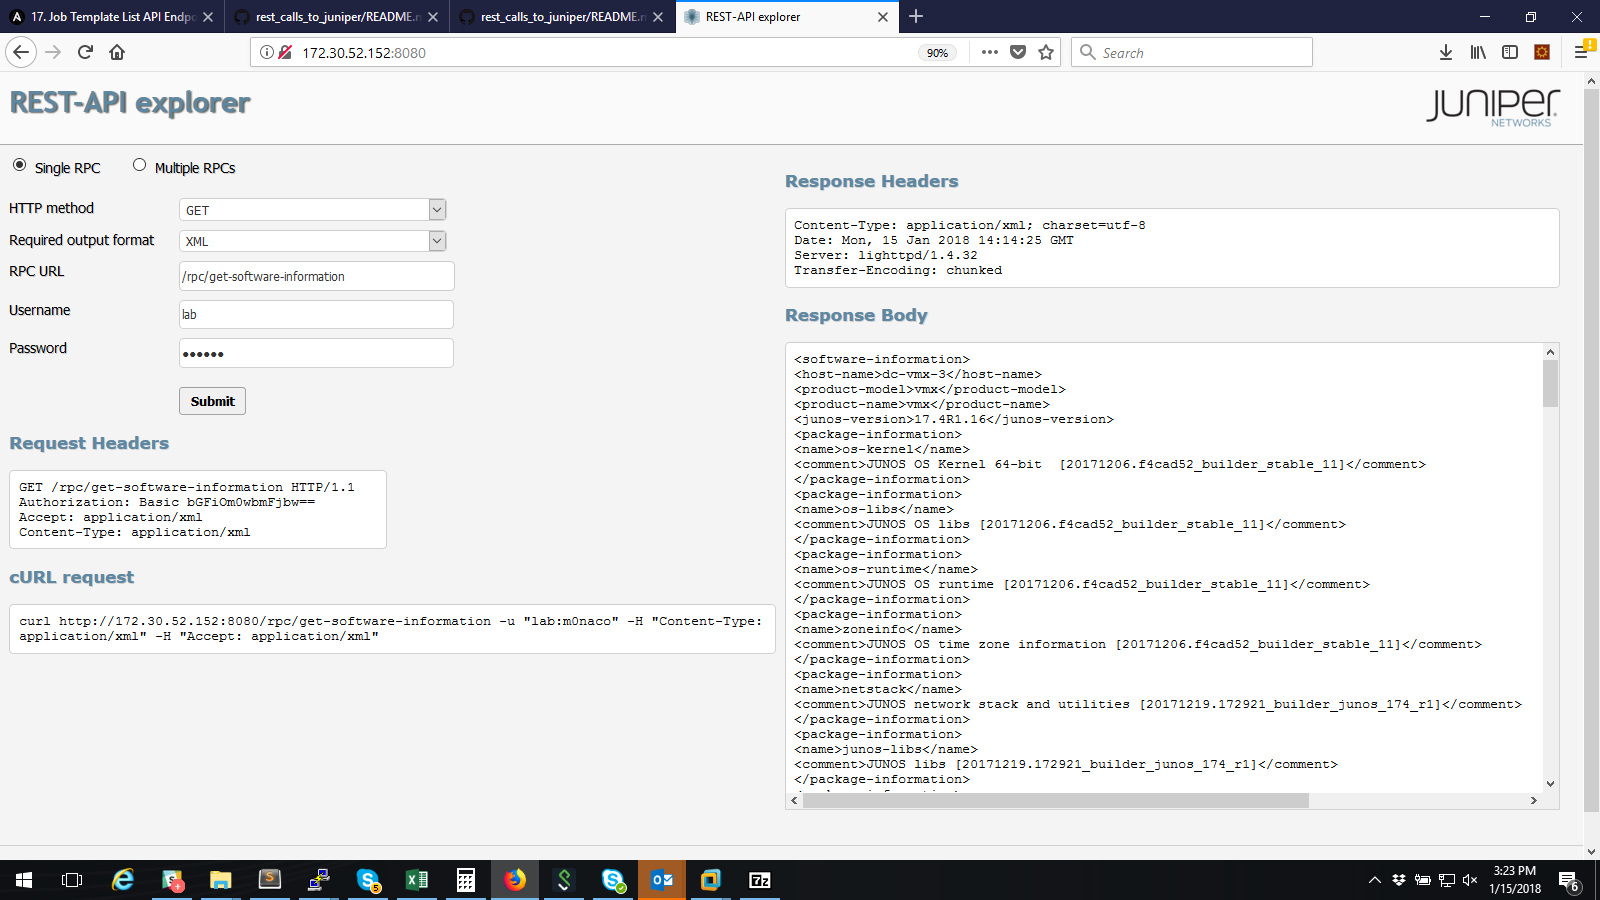 17. Job Template List API Endpo
rest_calls_to_juniper/README.m
rest_calls_to_juniper/README.m
REST-API explorer
172.30.52.152:8080
90%
Search
REST-API explorer
JUNIPER
NETWORKS
Single RPC
Multiple RPCs
HTTP method
GET
Required output format
XML
RPC URL
/rpc/get-software-information
Username
lab
Password
••••••
Submit
Request Headers
GET /rpc/get-software-information HTTP/1.1
Authorization: Basic bGFiOm0wbmFjbw==
Accept: application/xml
Content-Type: application/xml
cURL request
curl http://172.30.52.152:8080/rpc/get-software-information -u "lab:m0naco" -H "Content-Type:
application/xml" -H "Accept: application/xml"
Response Headers
Content-Type: application/xml; charset=utf-8
Date: Mon, 15 Jan 2018 14:14:25 GMT
Server: lighttpd/1.4.32
Transfer-Encoding: chunked
Response Body
<software-information>
<host-name>dc-vmx-3</host-name>
<product-model>vmx</product-model>
<product-name>vmx</product-name>
<junos-version>17.4R1.16</junos-version>
<package-information>
<name>os-kernel</name>
<comment>JUNOS OS Kernel 64-bit  [20171206.f4cad52_builder_stable_11]</comment>
</package-information>
<package-information>
<name>os-libs</name>
<comment>JUNOS OS libs [20171206.f4cad52_builder_stable_11]</comment>
</package-information>
<package-information>
<name>os-runtime</name>
<comment>JUNOS OS runtime [20171206.f4cad52_builder_stable_11]</comment>
</package-information>
<package-information>
<name>zoneinfo</name>
<comment>JUNOS OS time zone information [20171206.f4cad52_builder_stable_11]</comment>
</package-information>
<package-information>
<name>netstack</name>
<comment>JUNOS network stack and utilities [20171219.172921_builder_junos_174_r1]</comment>
</package-information>
<package-information>
<name>junos-libs</name>
<comment>JUNOS libs [20171219.172921_builder_junos_174_r1]</comment>
</package-information>
3:23 PM
1/15/2018
5
6
7z